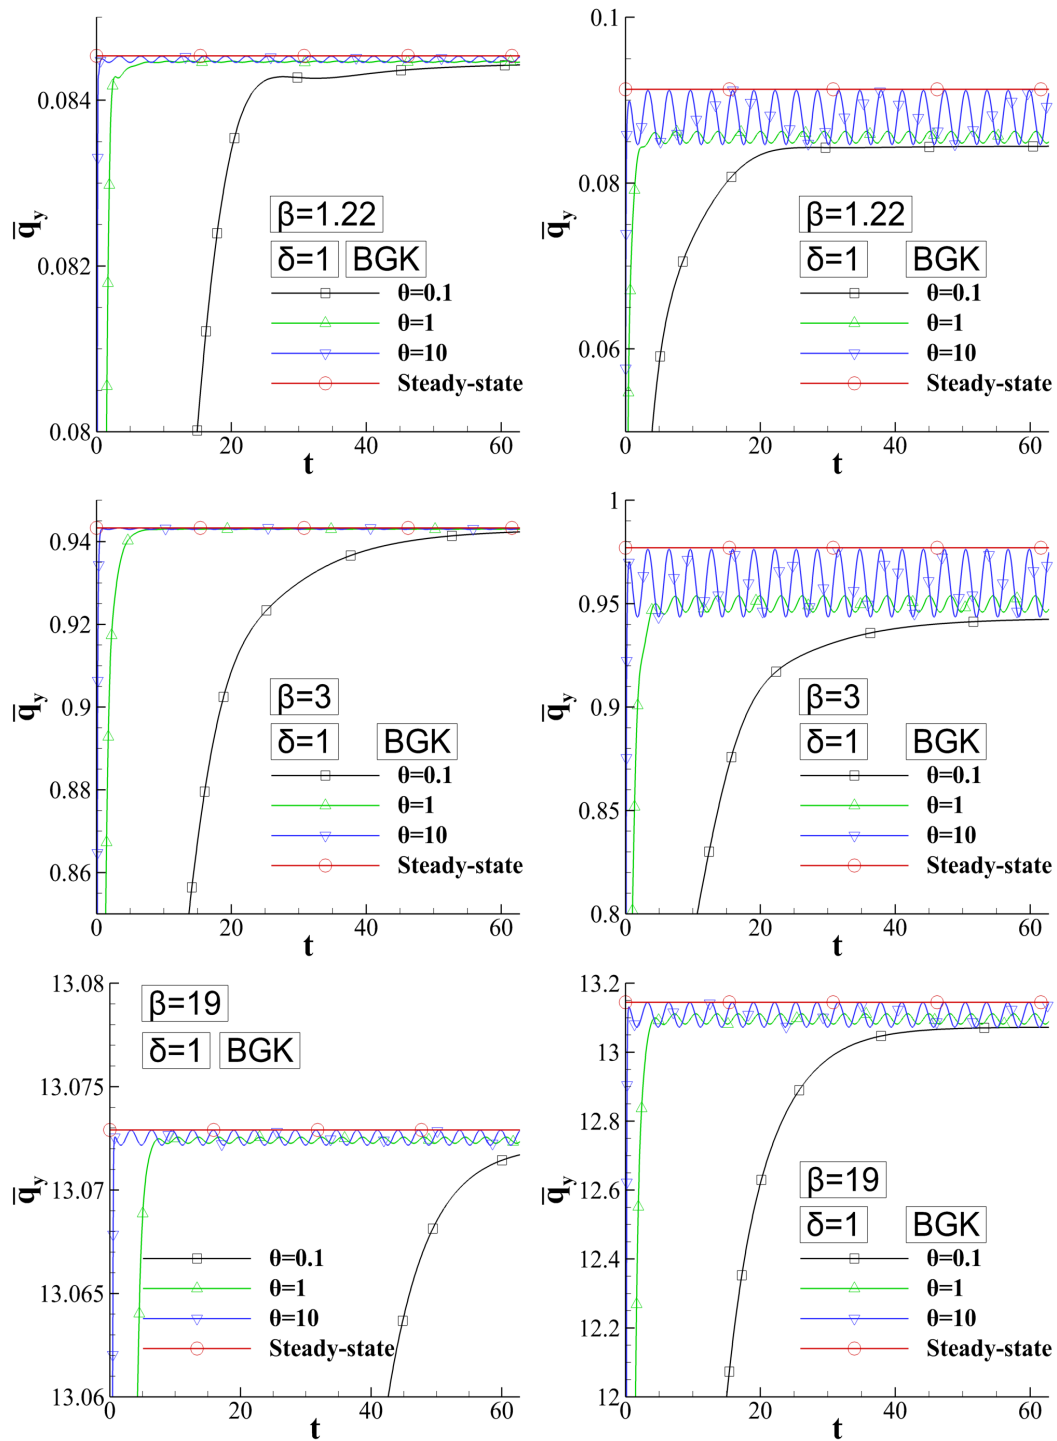 0.084
0.082
0.08
q̄y
β=1.22
δ=1 BGK
θ=0.1
θ=1
θ=10
Steady-state
0 20 40 60
t
0.1
0.08
0.06
q̄y
β=1.22
δ=1 BGK
θ=0.1
θ=1
θ=10
Steady-state
0 20 40 60
t
0.94
0.92
0.9
0.88
0.86
q̄y
β=3
δ=1 BGK
θ=0.1
θ=1
θ=10
Steady-state
0 20 40 60
t
1
0.95
0.9
0.85
0.8
q̄y
β=3
δ=1 BGK
θ=0.1
θ=1
θ=10
Steady-state
0 20 40 60
t
13.08
13.075
13.07
13.065
13.06
q̄y
β=19
δ=1 BGK
θ=0.1
θ=1
θ=10
Steady-state
0 20 40 60
t
13.2
13
12.8
12.6
12.4
12.2
12
q̄y
β=19
δ=1 BGK
θ=0.1
θ=1
θ=10
Steady-state
0 20 40 60
t